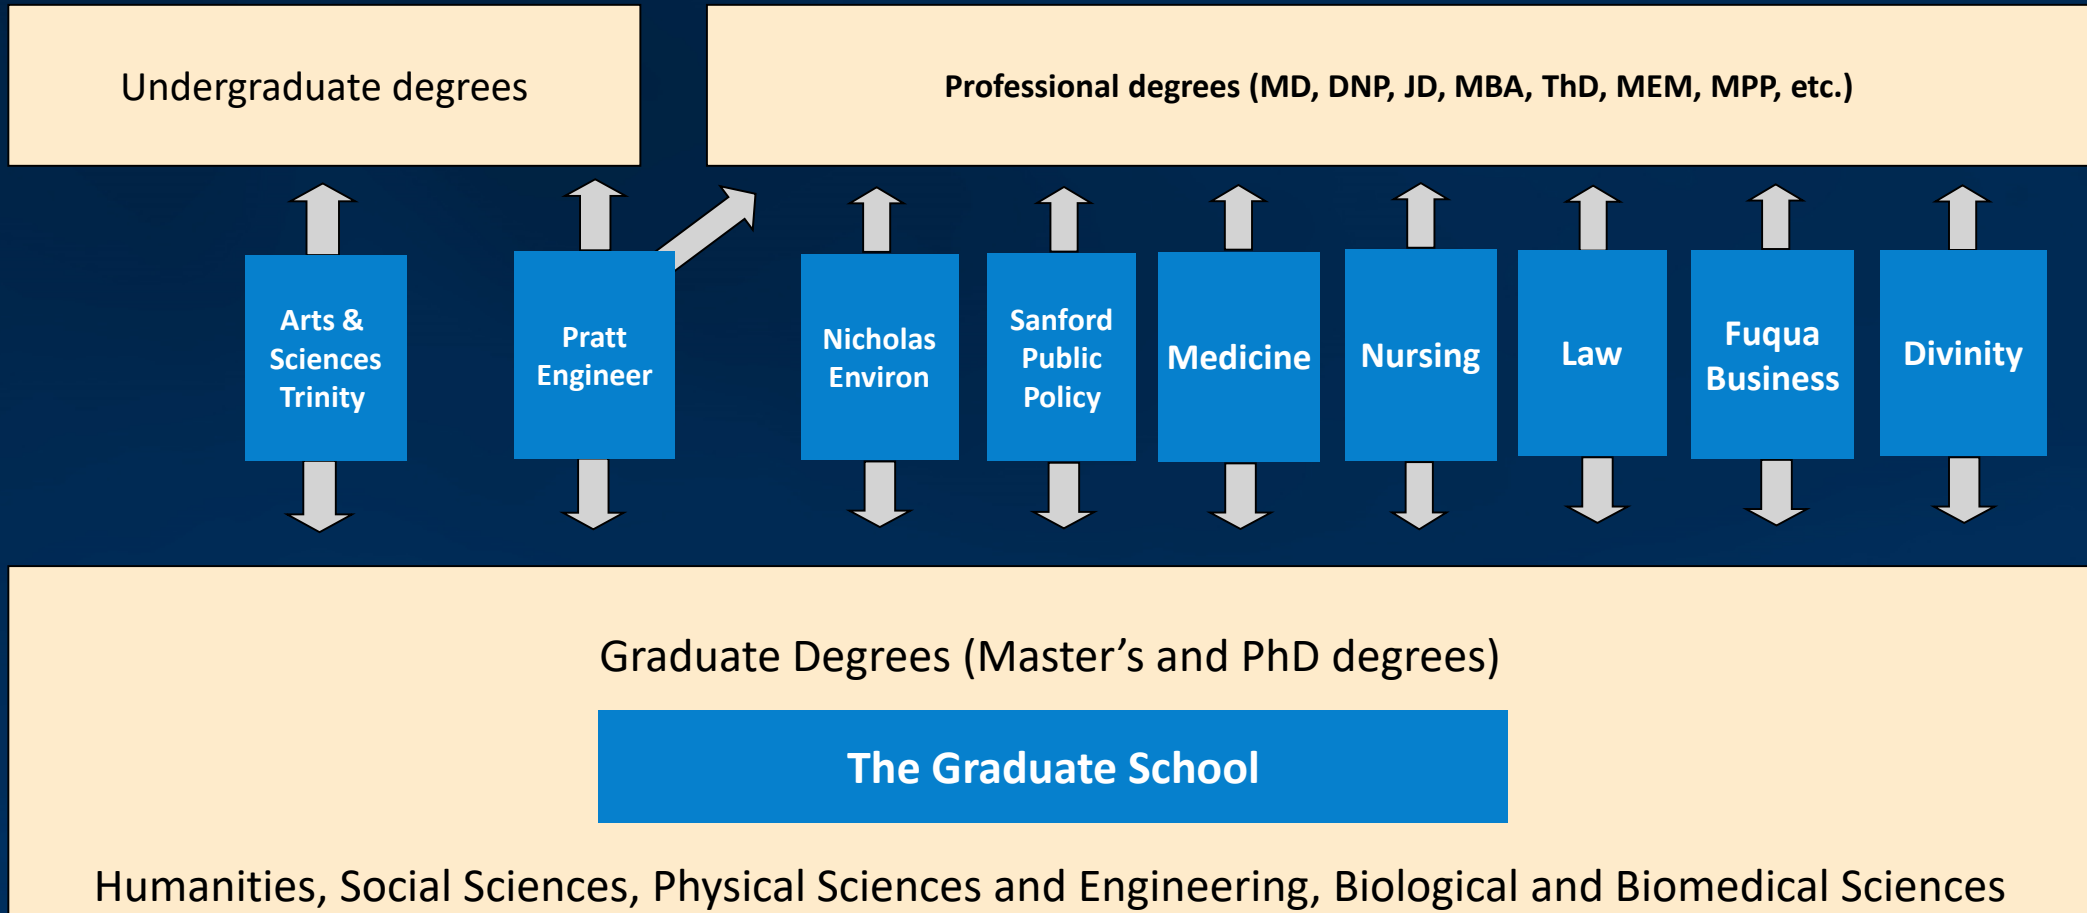 Undergraduate degrees
Professional degrees (MD, DNP, JD, MBA, ThD, MEM, MPP, etc.)
Arts &
Sciences
Trinity
Pratt
Engineer
Nicholas
Environ
Sanford
Public
Policy
Medicine
Nursing
Law
Fuqua
Business
Divinity
Graduate Degrees (Master’s and PhD degrees)
The Graduate School
Humanities, Social Sciences, Physical Sciences and Engineering, Biological and Biomedical Sciences